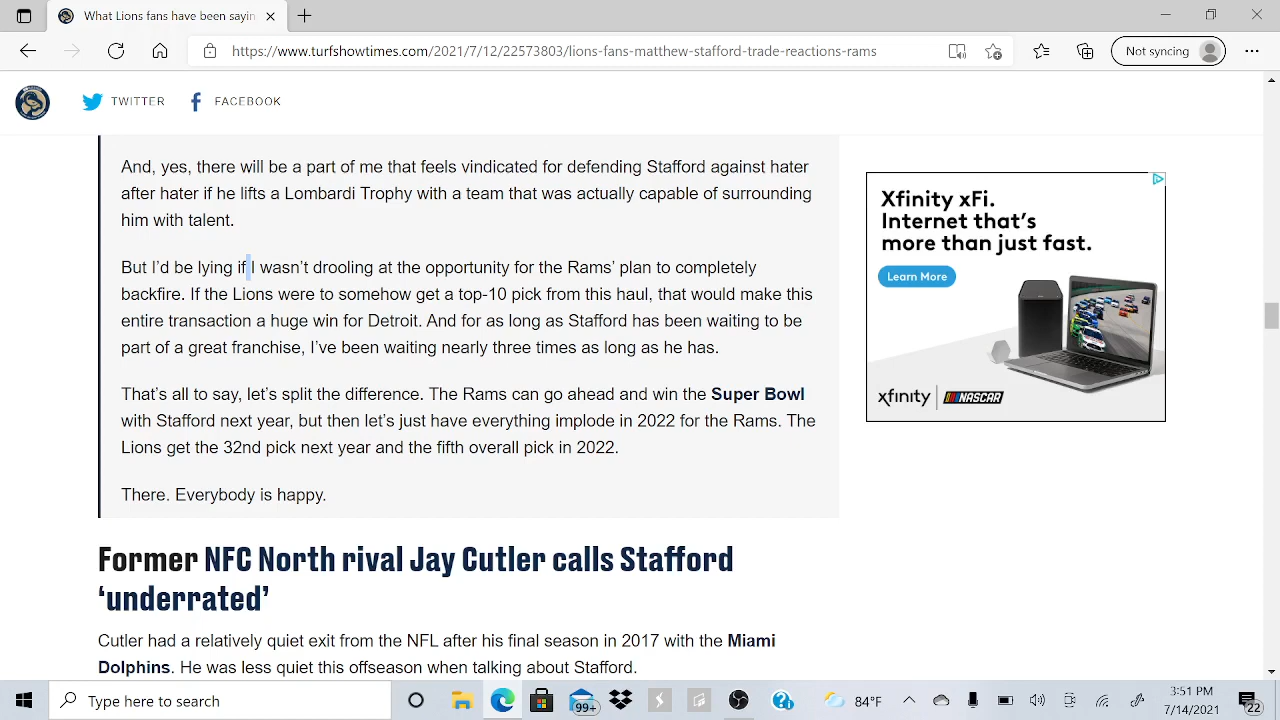 What Lions fans have been saying
https://www.turfshowtimes.com/2021/7/12/22573803/lions-fans-matthew-stafford-trade-reactions-rams
Not syncing
TWITTER
FACEBOOK
And, yes, there will be a part of me that feels vindicated for defending Stafford against hater
after hater if he lifts a Lombardi Trophy with a team that was actually capable of surrounding
him with talent.
But I’d be lying if I wasn’t drooling at the opportunity for the Rams’ plan to completely
backfire. If the Lions were to somehow get a top-10 pick from this haul, that would make this
entire transaction a huge win for Detroit. And for as long as Stafford has been waiting to be
part of a great franchise, I’ve been waiting nearly three times as long as he has.
That’s all to say, let’s split the difference. The Rams can go ahead and win the Super Bowl
with Stafford next year, but then let’s just have everything implode in 2022 for the Rams. The
Lions get the 32nd pick next year and the fifth overall pick in 2022.
There. Everybody is happy.
Xfinity xFi.
Internet that’s
more than just fast.
Learn More
xfinity NASCAR
Former NFC North rival Jay Cutler calls Stafford
‘underrated’
Cutler had a relatively quiet exit from the NFL after his final season in 2017 with the Miami
Dolphins. He was less quiet this offseason when talking about Stafford.
Type here to search
99+
84°F
3:51 PM
7/14/2021
22